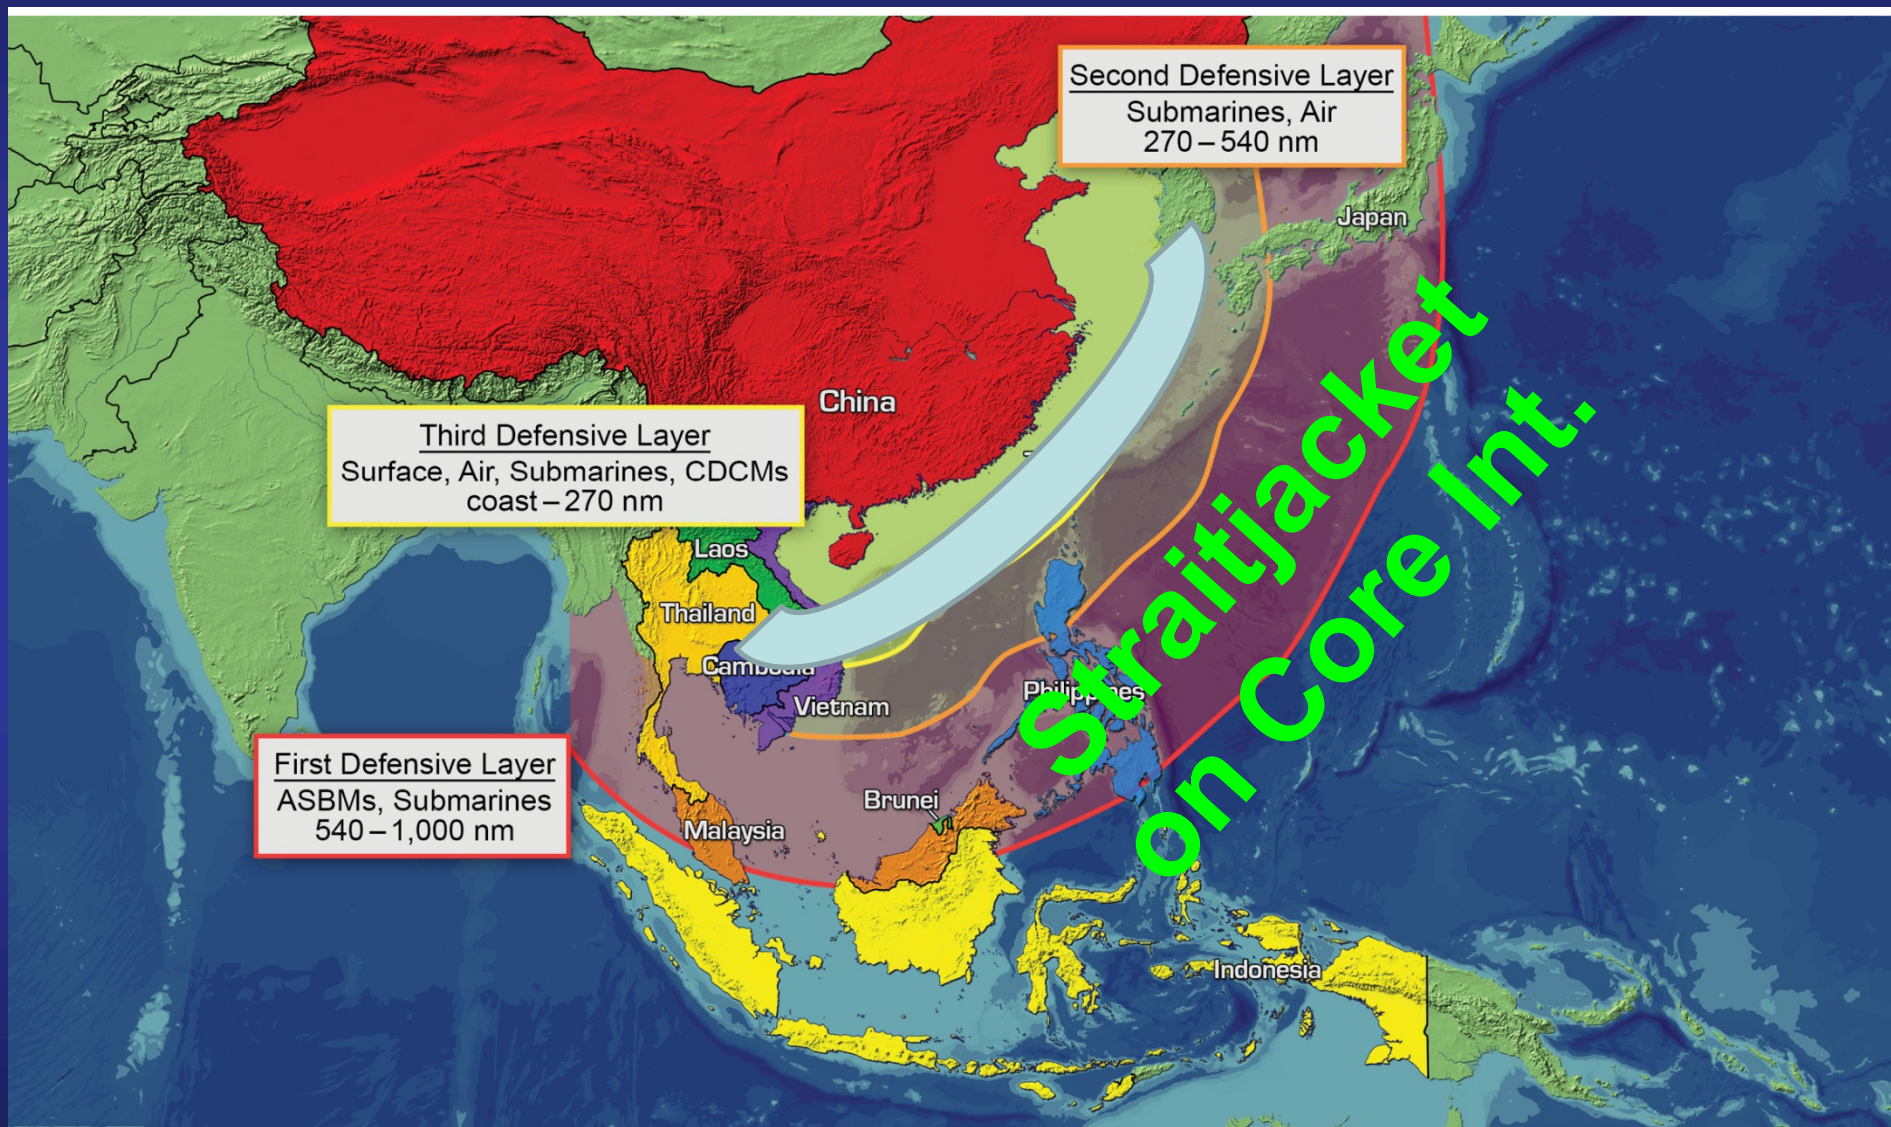 Second Defensive Layer
Submarines, Air
270 – 540 nm
Japan
China
Third Defensive Layer
Surface, Air, Submarines, CDCMs
coast – 270 nm
Laos
Thailand
Cambodia
Vietnam
Philippines
Straitjacket
on Core Int.
First Defensive Layer
ASBMs, Submarines
540 – 1,000 nm
Brunei
Malaysia
Indonesia